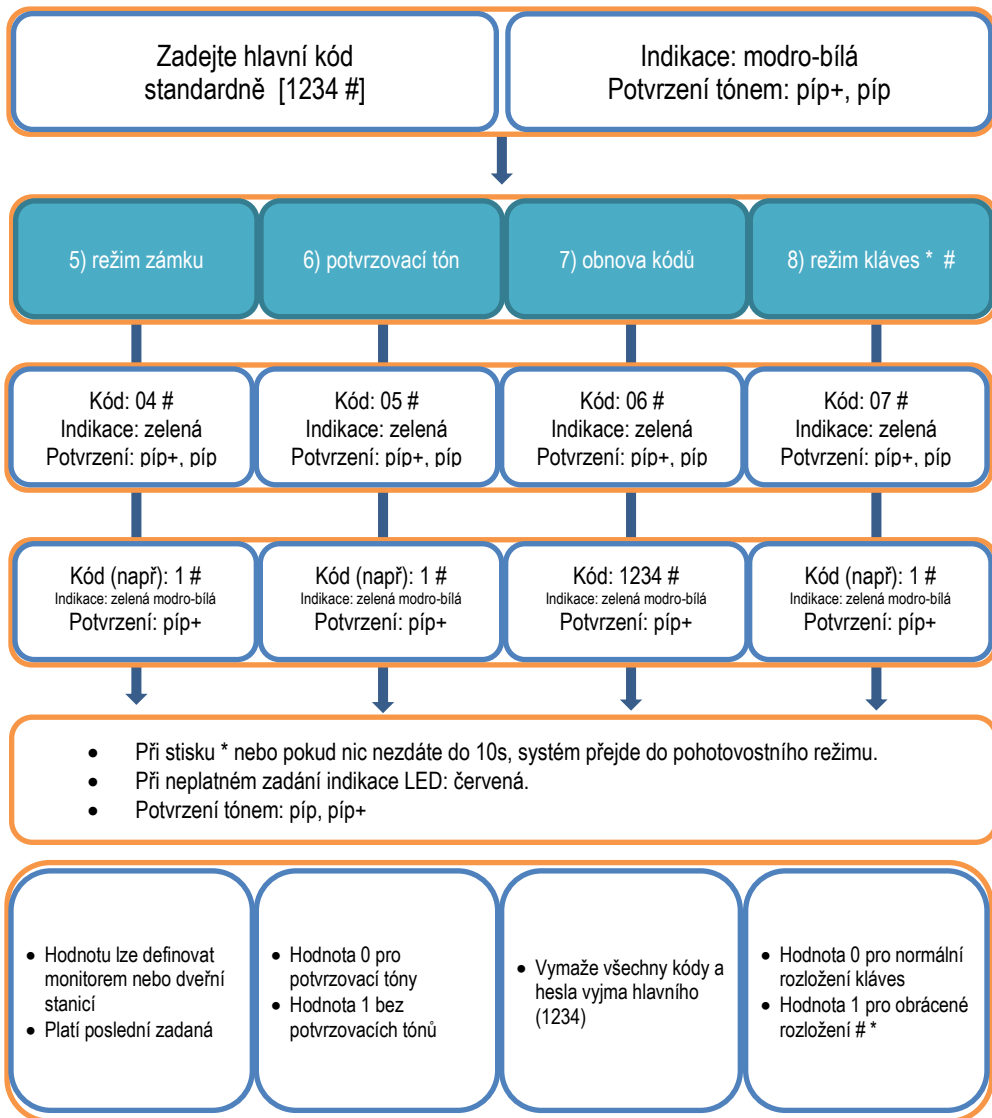 Zadejte hlavní kód
standardně [1234 #]
Indikace: modro-bílá
Potvrzení tónem: píp+, píp
5) režim zámku
6) potvrzovací tón
7) obnova kódů
8) režim kláves * #
Kód: 04 #
Indikace: zelená
Potvrzení: píp+, píp
Kód: 05 #
Indikace: zelená
Potvrzení: píp+, píp
Kód: 06 #
Indikace: zelená
Potvrzení: píp+, píp
Kód: 07 #
Indikace: zelená
Potvrzení: píp+, píp
Kód (např): 1 #
Indikace: zelená modro-bílá
Potvrzení: píp+
Kód (např): 1 #
Indikace: zelená modro-bílá
Potvrzení: píp+
Kód: 1234 #
Indikace: zelená modro-bílá
Potvrzení: píp+
Kód (např): 1 #
Indikace: zelená modro-bílá
Potvrzení: píp+
• Při stisku * nebo pokud nic nezdáte do 10s, systém přejde do pohotovostního režimu.
• Při neplatném zadání indikace LED: červená.
• Potvrzení tónem: píp, píp+
• Hodnotu lze definovat
monitorem nebo dveřní
stanicí
• Platí poslední zadaná
• Hodnota 0 pro
potvrzovací tóny
• Hodnota 1 bez
potvrzovacích tónů
• Vymaže všechny kódy a
hesla vyjma hlavního
(1234)
• Hodnota 0 pro normální
rozložení kláves
• Hodnota 1 pro obrácené
rozložení # *